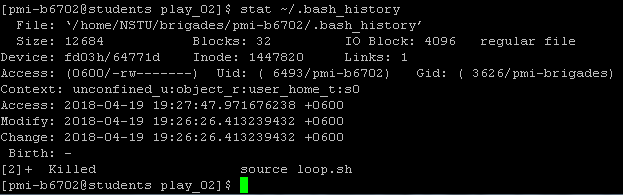 [pmi-b6702@students play_02]$ stat ~/.bash_history
File: ‘/home/NSTU/brigades/pmi-b6702/.bash_history’
Size: 12684 Blocks: 32 IO Block: 4096 regular file
Device: fd03h/64771d Inode: 1447820 Links: 1
Access: (0600/-rw-------) Uid: ( 6493/pmi-b6702) Gid: ( 3626/pmi-brigades)
Context: unconfined_u:object_r:user_home_t:s0
Access: 2018-04-19 19:27:47.971676238 +0600
Modify: 2018-04-19 19:26:26.413239432 +0600
Change: 2018-04-19 19:26:26.413239432 +0600
Birth: -
[2]+ Killed source loop.sh
[pmi-b6702@students play_02]$